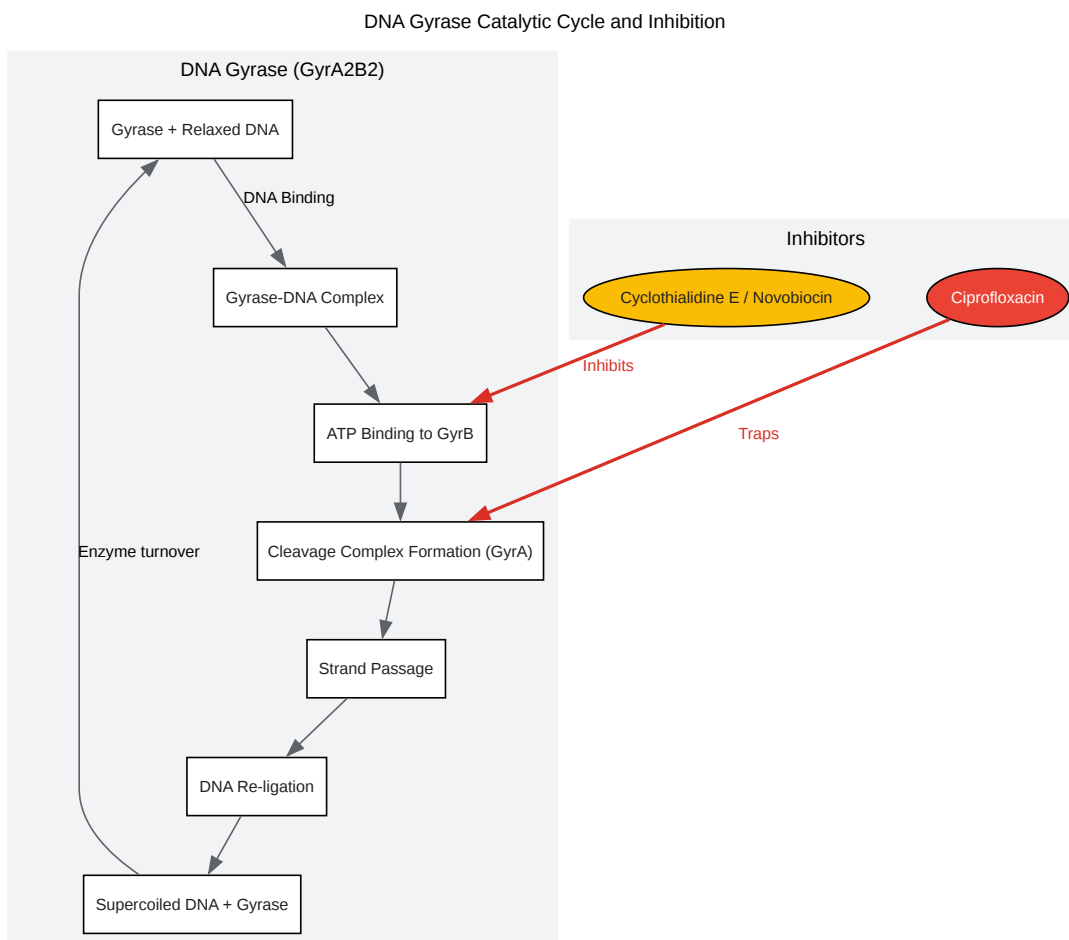 DNA Gyrase Catalytic Cycle and Inhibition
DNA Gyrase (GyrA2B2)
Gyrase + Relaxed DNA
DNA Binding
Inhibitors
Gyrase-DNA Complex
Cyclothialidine E / Novobiocin
Ciprofloxacin
Inhibits
ATP Binding to GyrB
Traps
Cleavage Complex Formation (GyrA)
Enzyme turnover
Strand Passage
DNA Re-ligation
Supercoiled DNA + Gyrase